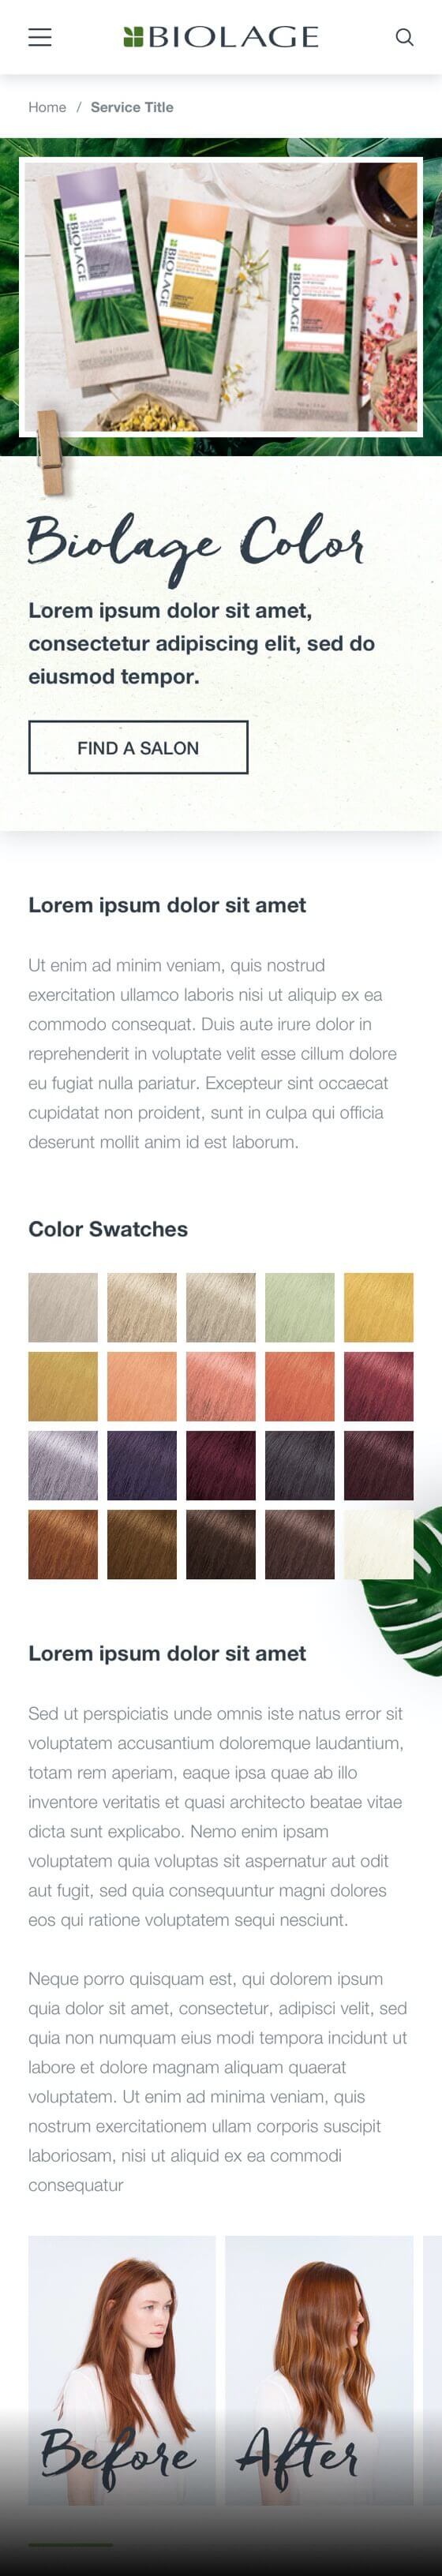 BIOLAGE
Home / Service Title
BIOLAGE
BIOLAGE
BIOLAGE
Biolage Color
Lorem ipsum dolor sit amet,
consectetur adipiscing elit, sed do
eiusmod tempor.
FIND A SALON
Lorem ipsum dolor sit amet
Ut enim ad minim veniam, quis nostrud
exercitation ullamco laboris nisi ut aliquip ex ea
commodo consequat. Duis aute irure dolor in
reprehenderit in voluptate velit esse cillum dolore
eu fugiat nulla pariatur. Excepteur sint occaecat
cupidatat non proident, sunt in culpa qui officia
deserunt mollit anim id est laborum.
Color Swatches
Lorem ipsum dolor sit amet
Sed ut perspiciatis unde omnis iste natus error sit
voluptatem accusantium doloremque laudantium,
totam rem aperiam, eaque ipsa quae ab illo
inventore veritatis et quasi architecto beatae vitae
dicta sunt explicabo. Nemo enim ipsam
voluptatem quia voluptas sit aspernatur aut odit
aut fugit, sed quia consequuntur magni dolores
eos qui ratione voluptatem sequi nesciunt.
Neque porro quisquam est, qui dolorem ipsum
quia dolor sit amet, consectetur, adipisci velit, sed
quia non numquam eius modi tempora incidunt ut
labore et dolore magnam aliquam quaerat
voluptatem. Ut enim ad minima veniam, quis
nostrum exercitationem ullam corporis suscipit
laboriosam, nisi ut aliquid ex ea commodi
consequatur
Before After